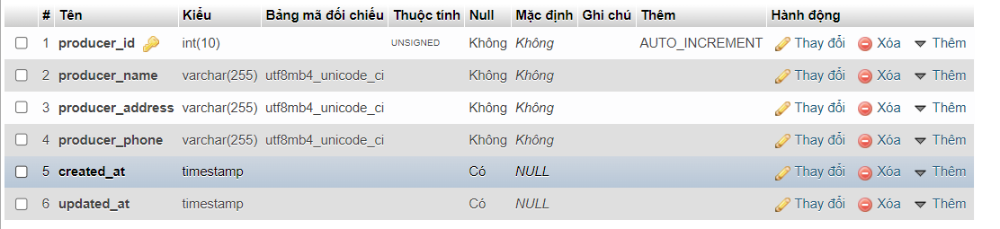 # Tên Kiểu Bảng mã đối chiếu Thuộc tính Null Mặc định Ghi chú Thêm Hành động
1 producer_id int(10) UNSIGNED Không Không AUTO_INCREMENT Thay đổi Xóa Thêm
2 producer_name varchar(255) utf8mb4_unicode_ci Không Không Thay đổi Xóa Thêm
3 producer_address varchar(255) utf8mb4_unicode_ci Không Không Thay đổi Xóa Thêm
4 producer_phone varchar(255) utf8mb4_unicode_ci Không Không Thay đổi Xóa Thêm
5 created_at timestamp Có NULL Thay đổi Xóa Thêm
6 updated_at timestamp Có NULL Thay đổi Xóa Thêm